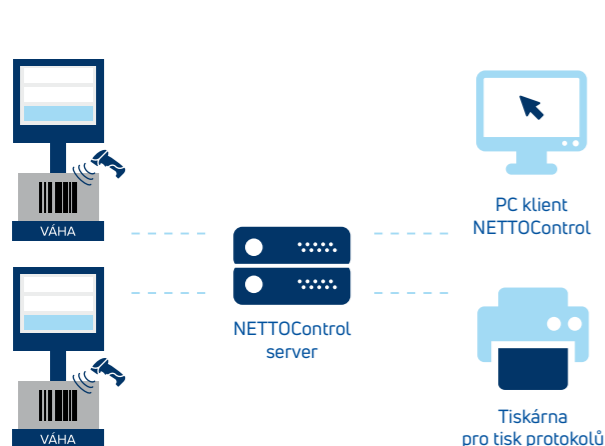 VÁHA
PC klient
NETTOControl
NETTOControl
server
VÁHA
Tiskárna
pro tisk protokolů